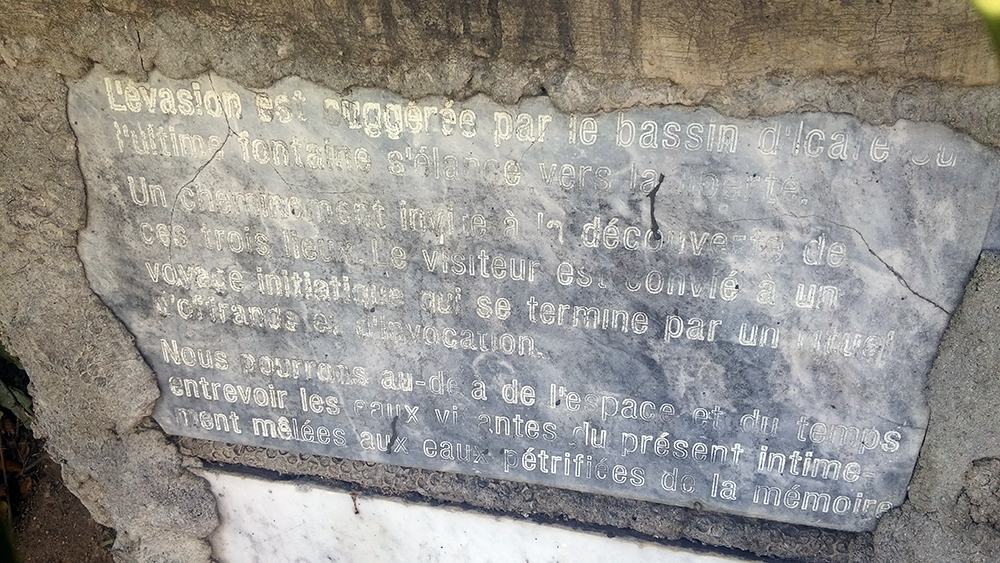 L'évasion est suggérée par le bassin d'Icare où
l'ultime fontaine s'élance vers la liberté.
Un cheminement invite à la découverte de
ces trois lieux. Le visiteur est convié à un
voyage initiatique qui se termine par un rituel
d'offrande et d'invocation.
Nous pourrons au-delà de l'espace et du temps
entrevoir les eaux vivantes du présent intime-
ment mêlées aux eaux pétrifiées de la mémoire